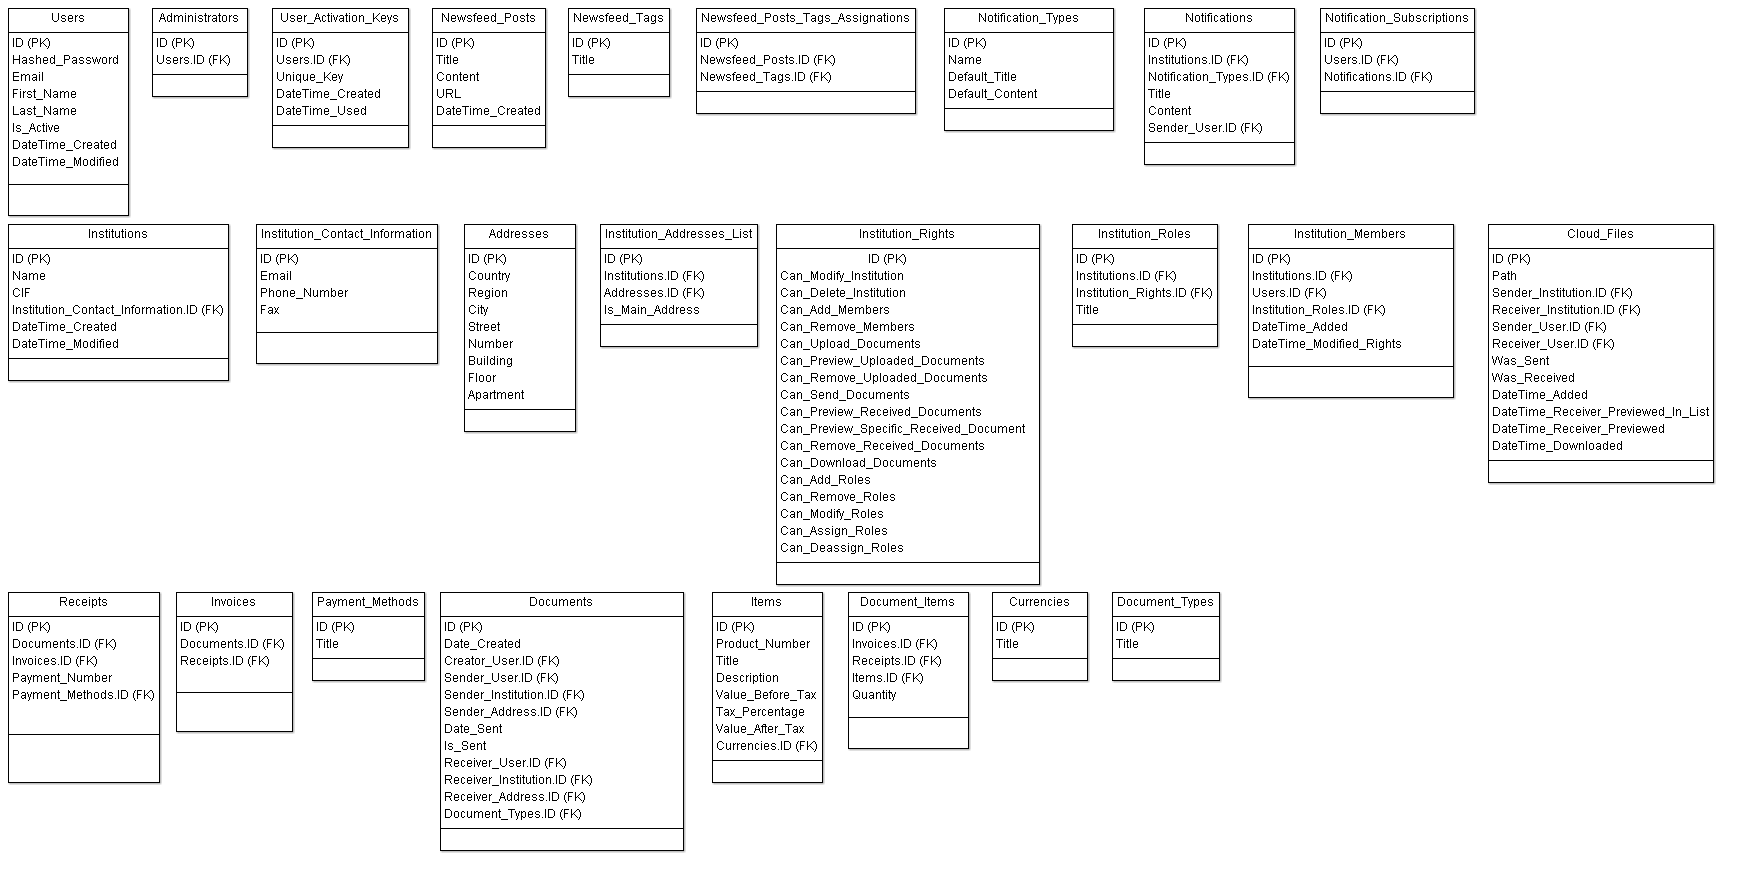 Users
ID (PK)
Hashed_Password
Email
First_Name
Last_Name
Is_Active
DateTime_Created
DateTime_Modified
Administrators
ID (PK)
Users.ID (FK)
User_Activation_Keys
ID (PK)
Users.ID (FK)
Unique_Key
DateTime_Created
DateTime_Used
Newsfeed_Posts
ID (PK)
Title
Content
URL
DateTime_Created
Newsfeed_Tags
ID (PK)
Title
Newsfeed_Posts_Tags_Assignations
ID (PK)
Newsfeed_Posts.ID (FK)
Newsfeed_Tags.ID (FK)
Notification_Types
ID (PK)
Name
Default_Title
Default_Content
Notifications
ID (PK)
Institutions.ID (FK)
Notification_Types.ID (FK)
Title
Content
Sender_User.ID (FK)
Notification_Subscriptions
ID (PK)
Users.ID (FK)
Notifications.ID (FK)
Institutions
ID (PK)
Name
CIF
Institution_Contact_Information.ID (FK)
DateTime_Created
DateTime_Modified
Institution_Contact_Information
ID (PK)
Email
Phone_Number
Fax
Addresses
ID (PK)
Country
Region
City
Street
Number
Building
Floor
Apartment
Institution_Addresses_List
ID (PK)
Institutions.ID (FK)
Addresses.ID (FK)
Is_Main_Address
Institution_Rights
ID (PK)
Can_Modify_Institution
Can_Delete_Institution
Can_Add_Members
Can_Remove_Members
Can_Upload_Documents
Can_Preview_Uploaded_Documents
Can_Remove_Uploaded_Documents
Can_Send_Documents
Can_Preview_Received_Documents
Can_Preview_Specific_Received_Document
Can_Remove_Received_Documents
Can_Download_Documents
Can_Add_Roles
Can_Remove_Roles
Can_Modify_Roles
Can_Assign_Roles
Can_Deassign_Roles
Institution_Roles
ID (PK)
Institutions.ID (FK)
Institution_Rights.ID (FK)
Title
Institution_Members
ID (PK)
Institutions.ID (FK)
Users.ID (FK)
Institution_Roles.ID (FK)
DateTime_Added
DateTime_Modified_Rights
Cloud_Files
ID (PK)
Path
Sender_Institution.ID (FK)
Receiver_Institution.ID (FK)
Sender_User.ID (FK)
Receiver_User.ID (FK)
Was_Sent
Was_Received
DateTime_Added
DateTime_Receiver_Previewed_In_List
DateTime_Receiver_Previewed
DateTime_Downloaded
Receipts
ID (PK)
Documents.ID (FK)
Invoices.ID (FK)
Payment_Number
Payment_Methods.ID (FK)
Invoices
ID (PK)
Documents.ID (FK)
Receipts.ID (FK)
Payment_Methods
ID (PK)
Title
Documents
ID (PK)
Date_Created
Creator_User.ID (FK)
Sender_User.ID (FK)
Sender_Institution.ID (FK)
Sender_Address.ID (FK)
Date_Sent
Is_Sent
Receiver_User.ID (FK)
Receiver_Institution.ID (FK)
Receiver_Address.ID (FK)
Document_Types.ID (FK)
Items
ID (PK)
Product_Number
Title
Description
Value_Before_Tax
Tax_Percentage
Value_After_Tax
Currencies.ID (FK)
Document_Items
ID (PK)
Invoices.ID (FK)
Receipts.ID (FK)
Items.ID (FK)
Quantity
Currencies
ID (PK)
Title
Document_Types
ID (PK)
Title